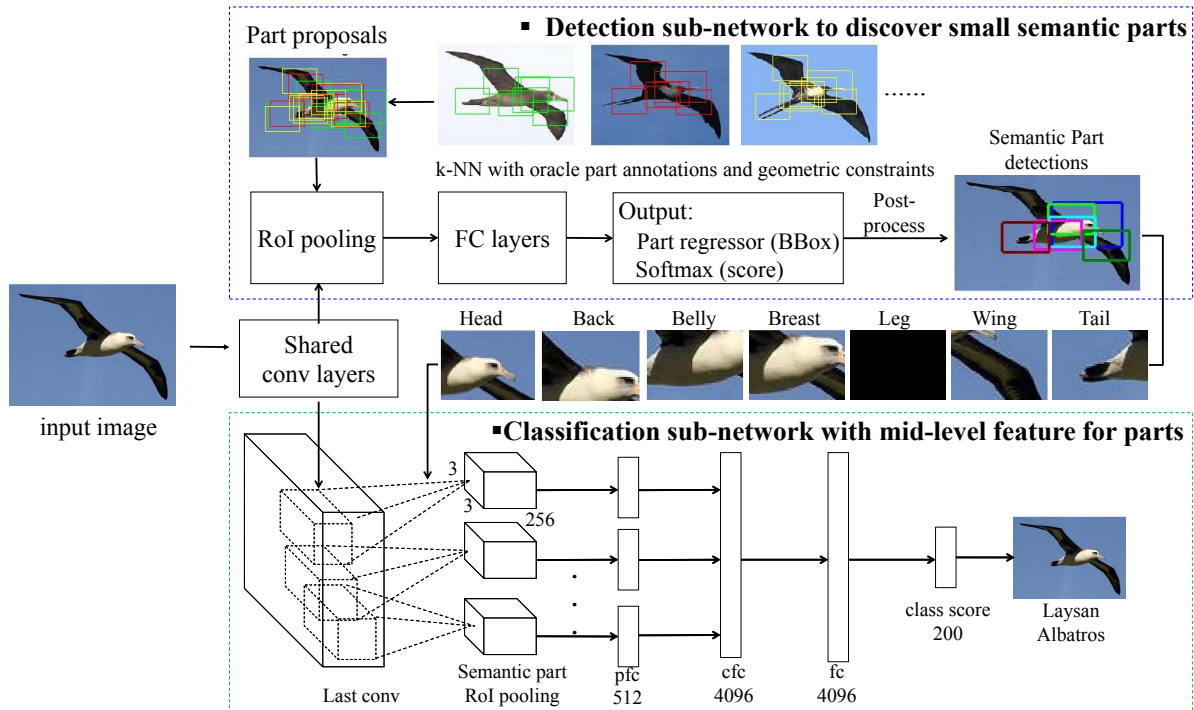 ▪ Detection sub-network to discover small semantic parts
Part proposals
......
k-NN with oracle part annotations and geometric constraints
Semantic Part
detections
RoI pooling
FC layers
Output:
Part regressor (BBox)
Softmax (score)
Post-
process
input image
Shared
conv layers
Head
Back
Belly
Breast
Leg
Wing
Tail
▪Classification sub-network with mid-level feature for parts
3
3
256
Last conv
Semantic part
RoI pooling
pfc
512
cfc
4096
fc
4096
class score
200
Laysan
Albatros